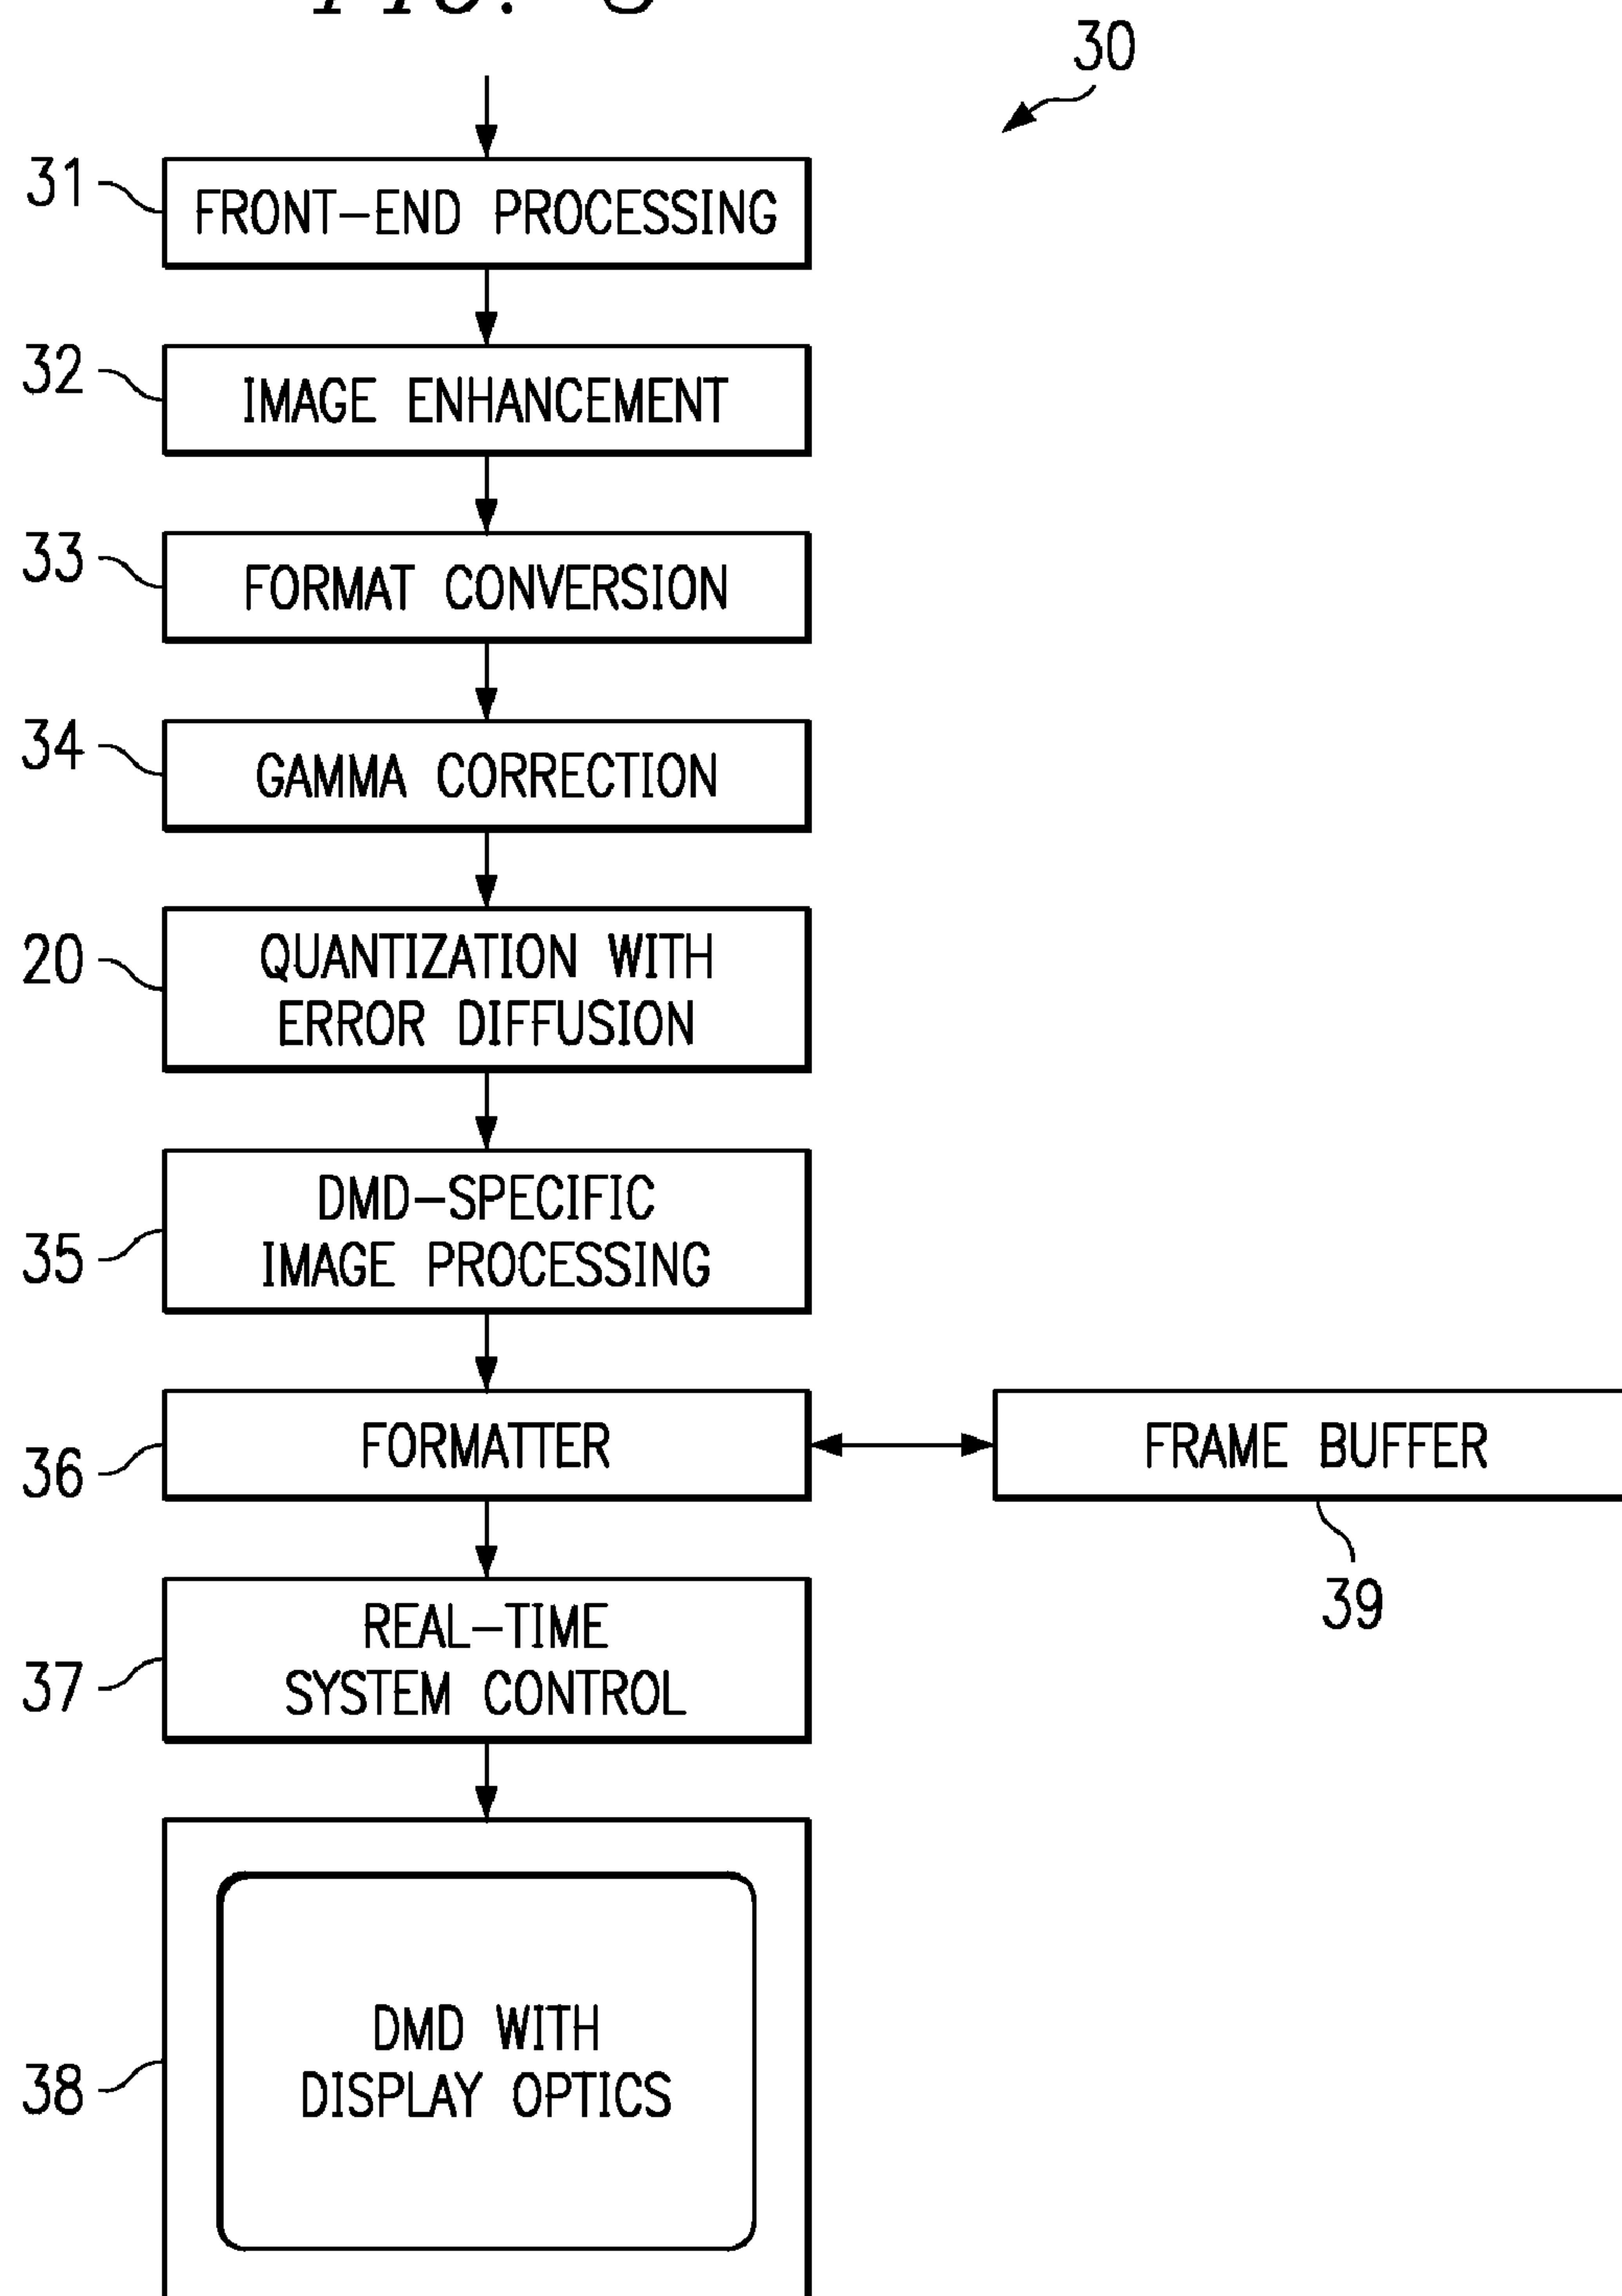 30
31
FRONT-END PROCESSING
32
IMAGE ENHANCEMENT
33
FORMAT CONVERSION
34
GAMMA CORRECTION
20
QUANTIZATION WITH
ERROR DIFFUSION
DMD-SPECIFIC
IMAGE PROCESSING
35
FORMATTER
FRAME BUFFER
36
39
REAL-TIME
SYSTEM CONTROL
37
DMD WITH
DISPLAY OPTICS
38